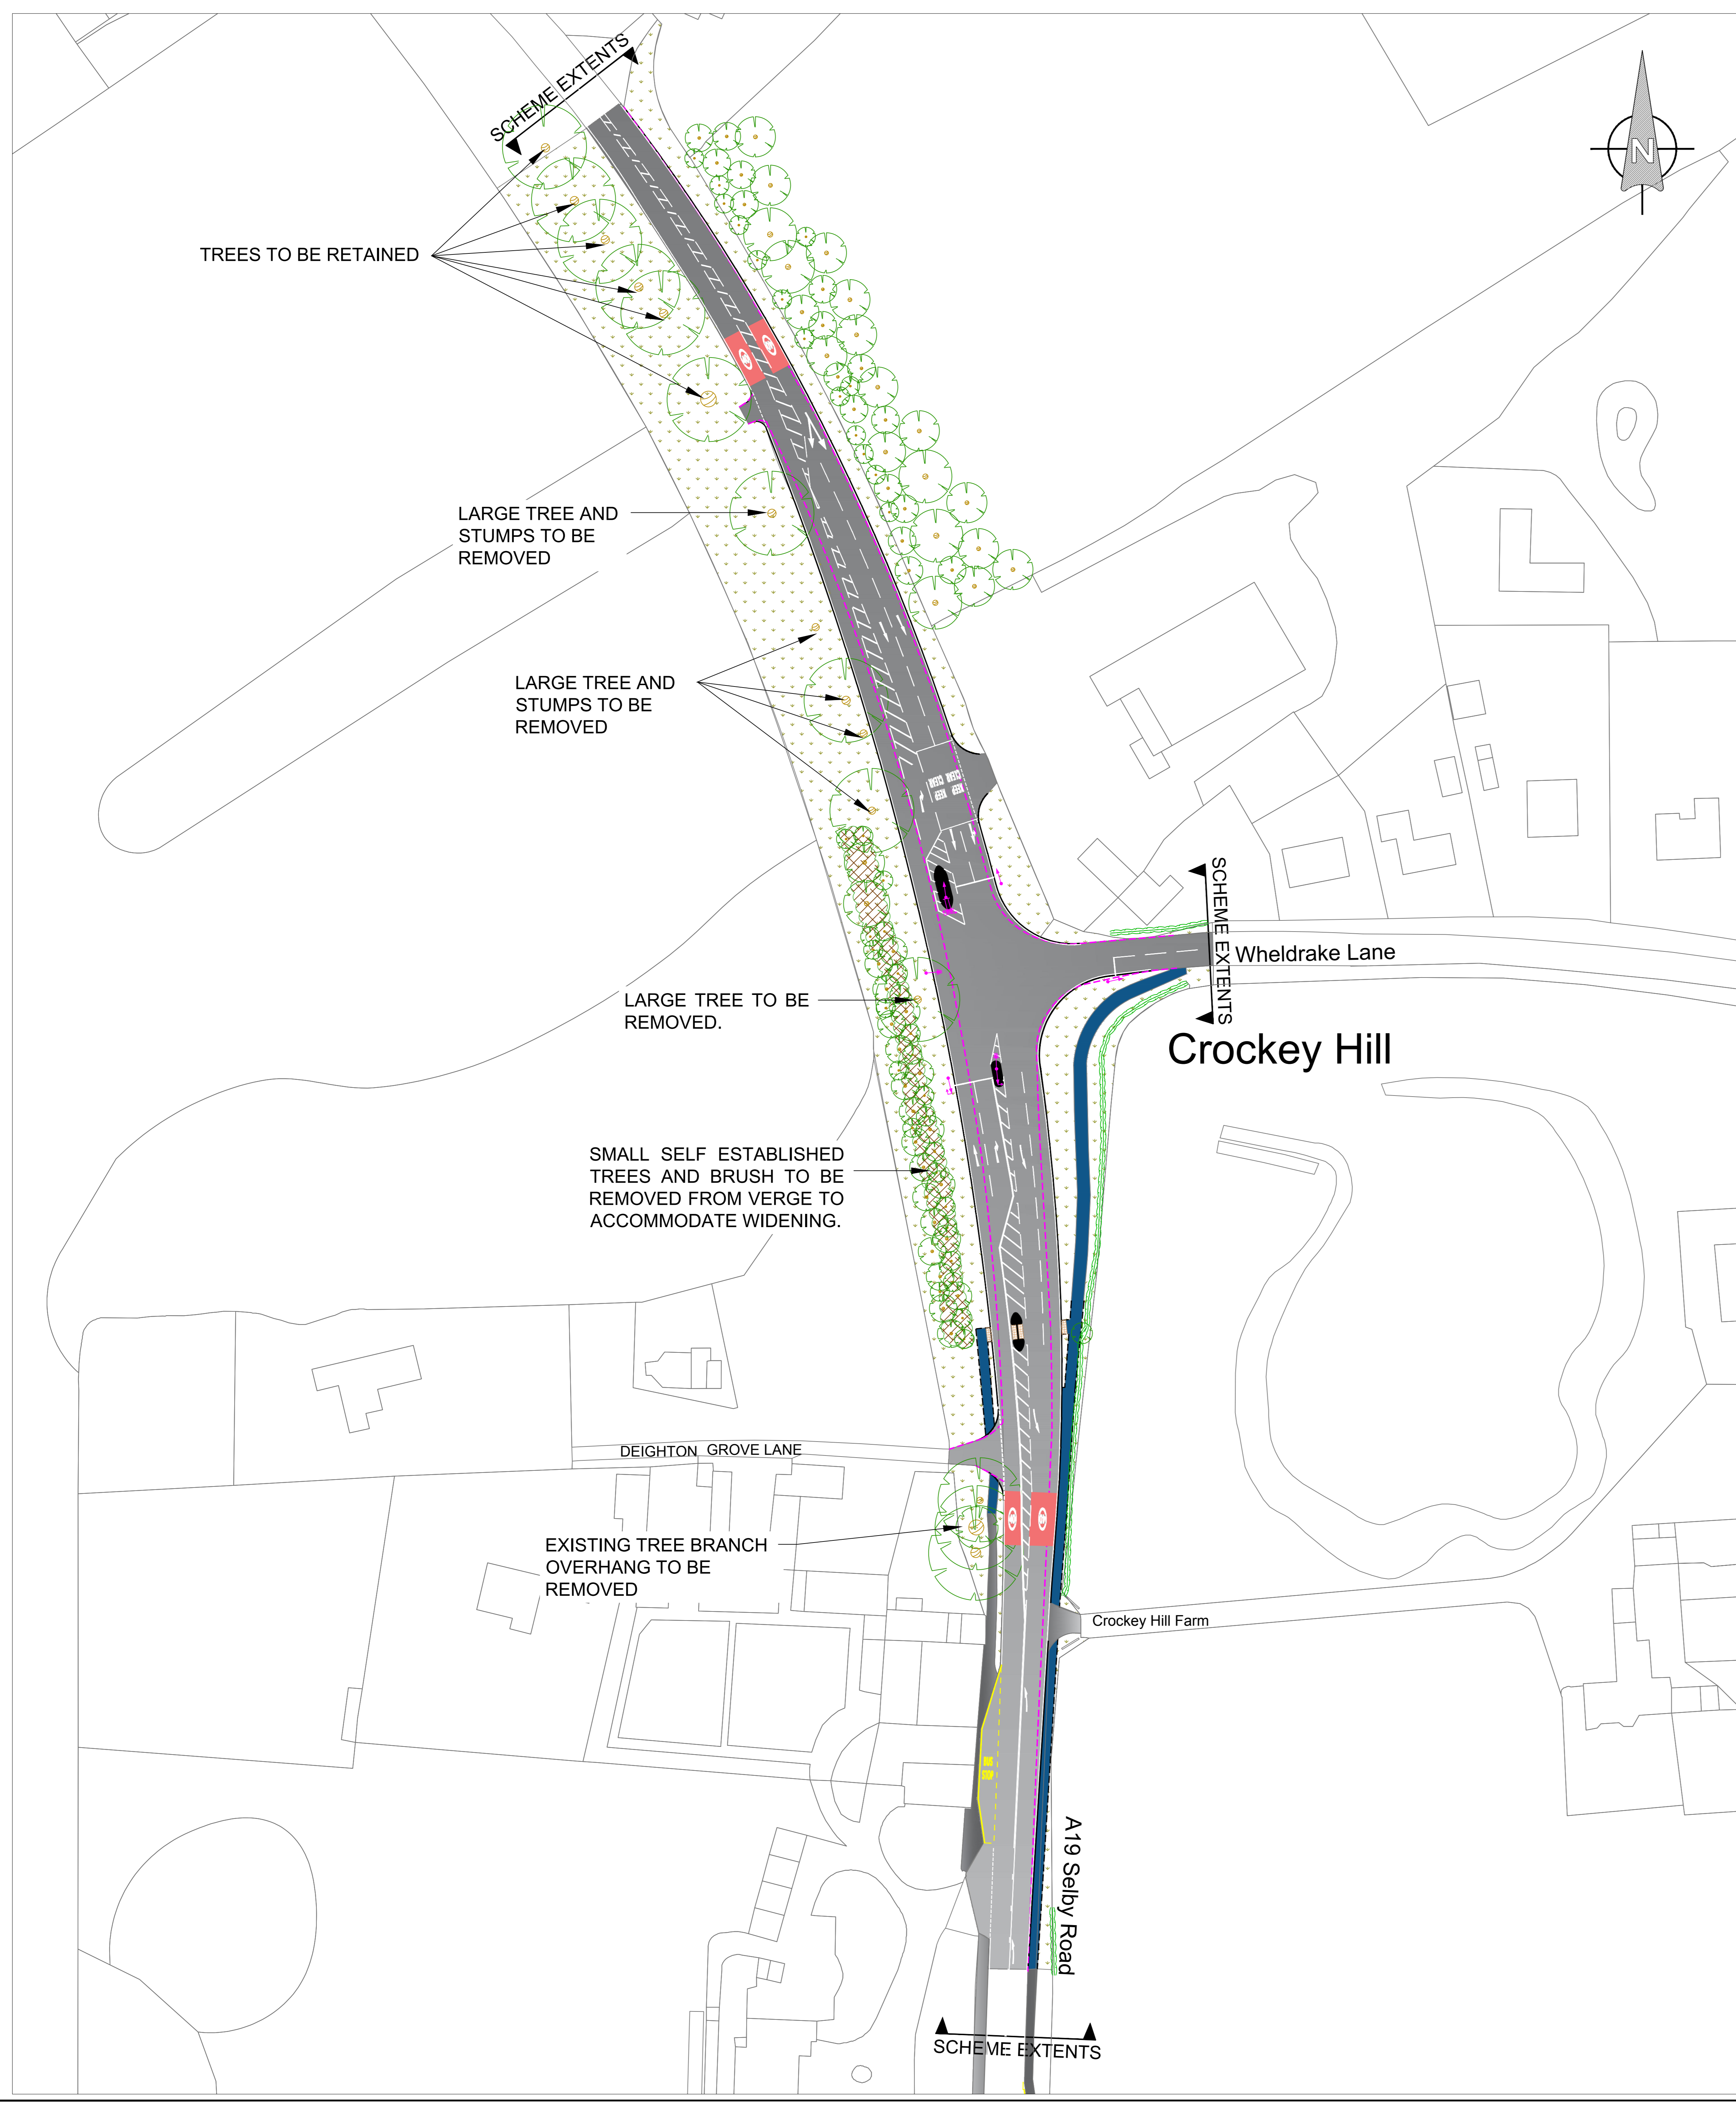 SCHEME EXTENTS
N
TREES TO BE RETAINED
LARGE TREE AND
STUMPS TO BE
REMOVED
LARGE TREE AND
STUMPS TO BE
REMOVED
KEEP CLEAR
KEEP CLEAR
SCHEME EXTENTS
Wheldrake Lane
LARGE TREE TO BE
REMOVED.
Crockey Hill
SMALL SELF ESTABLISHED
TREES AND BRUSH TO BE
REMOVED FROM VERGE TO
ACCOMMODATE WIDENING.
DEIGHTON GROVE LANE
EXISTING TREE BRANCH
OVERHANG TO BE
REMOVED
Crockey Hill Farm
BUS
STOP
A19 Selby Road
SCHEME EXTENTS